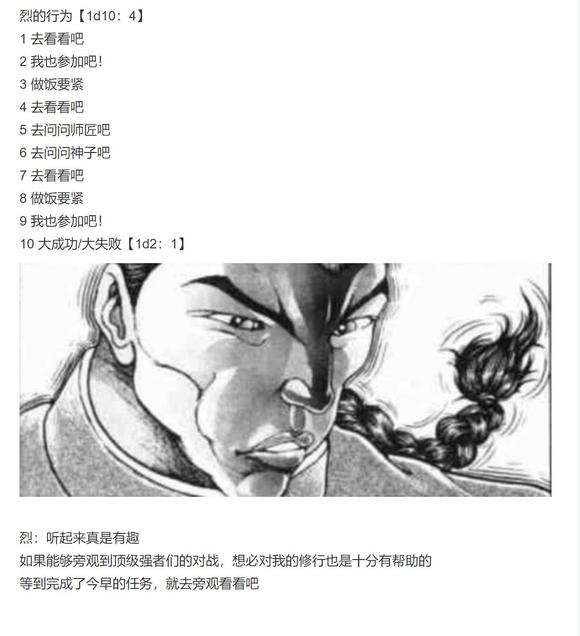 烈的行为【1d10：4】
1 去看看吧
2 我也参加吧！
3 做饭要紧
4 去看看吧
5 去问问师匠吧
6 去问问神子吧
7 去看看吧
8 做饭要紧
9 我也参加吧！
10 大成功/大失败【1d2：1】
烈：听起来真是有趣
如果能够旁观到顶级强者们的对战，想必对我的修行也是十分有帮助的
等到完成了今早的任务，就去旁观看看吧